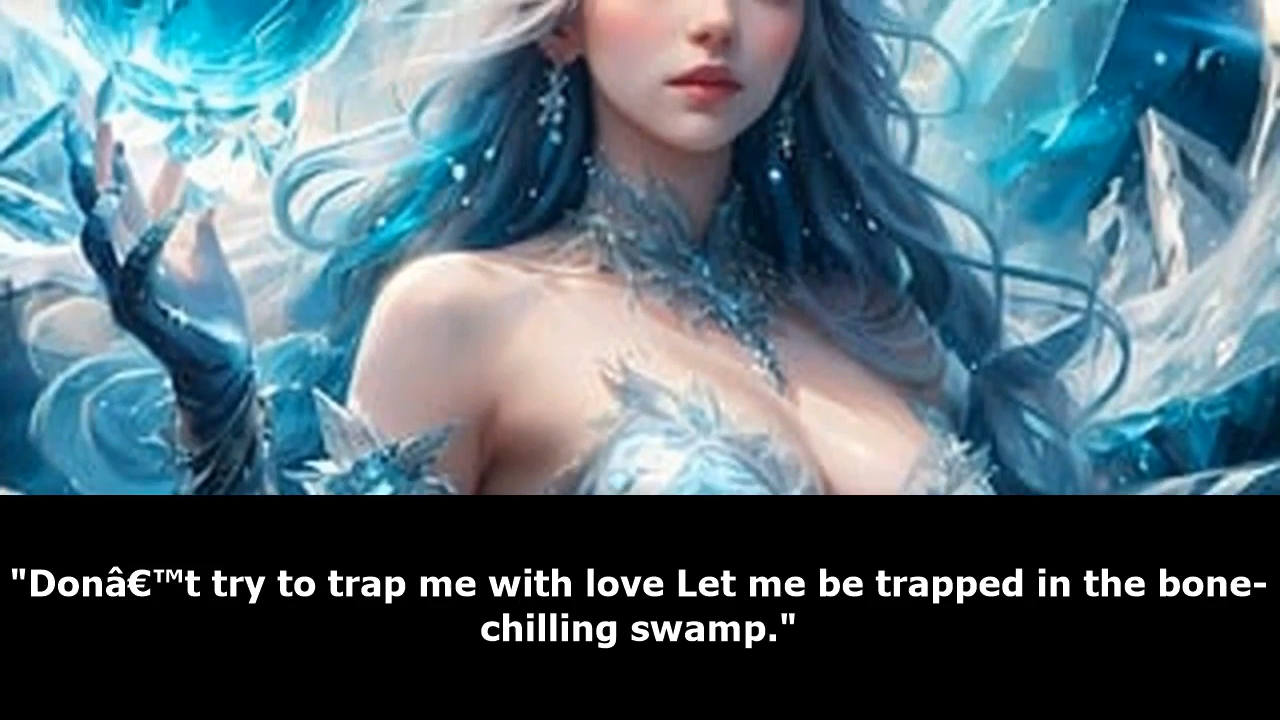 "Donâ€™t try to trap me with love Let me be trapped in the bone-
chilling swamp."